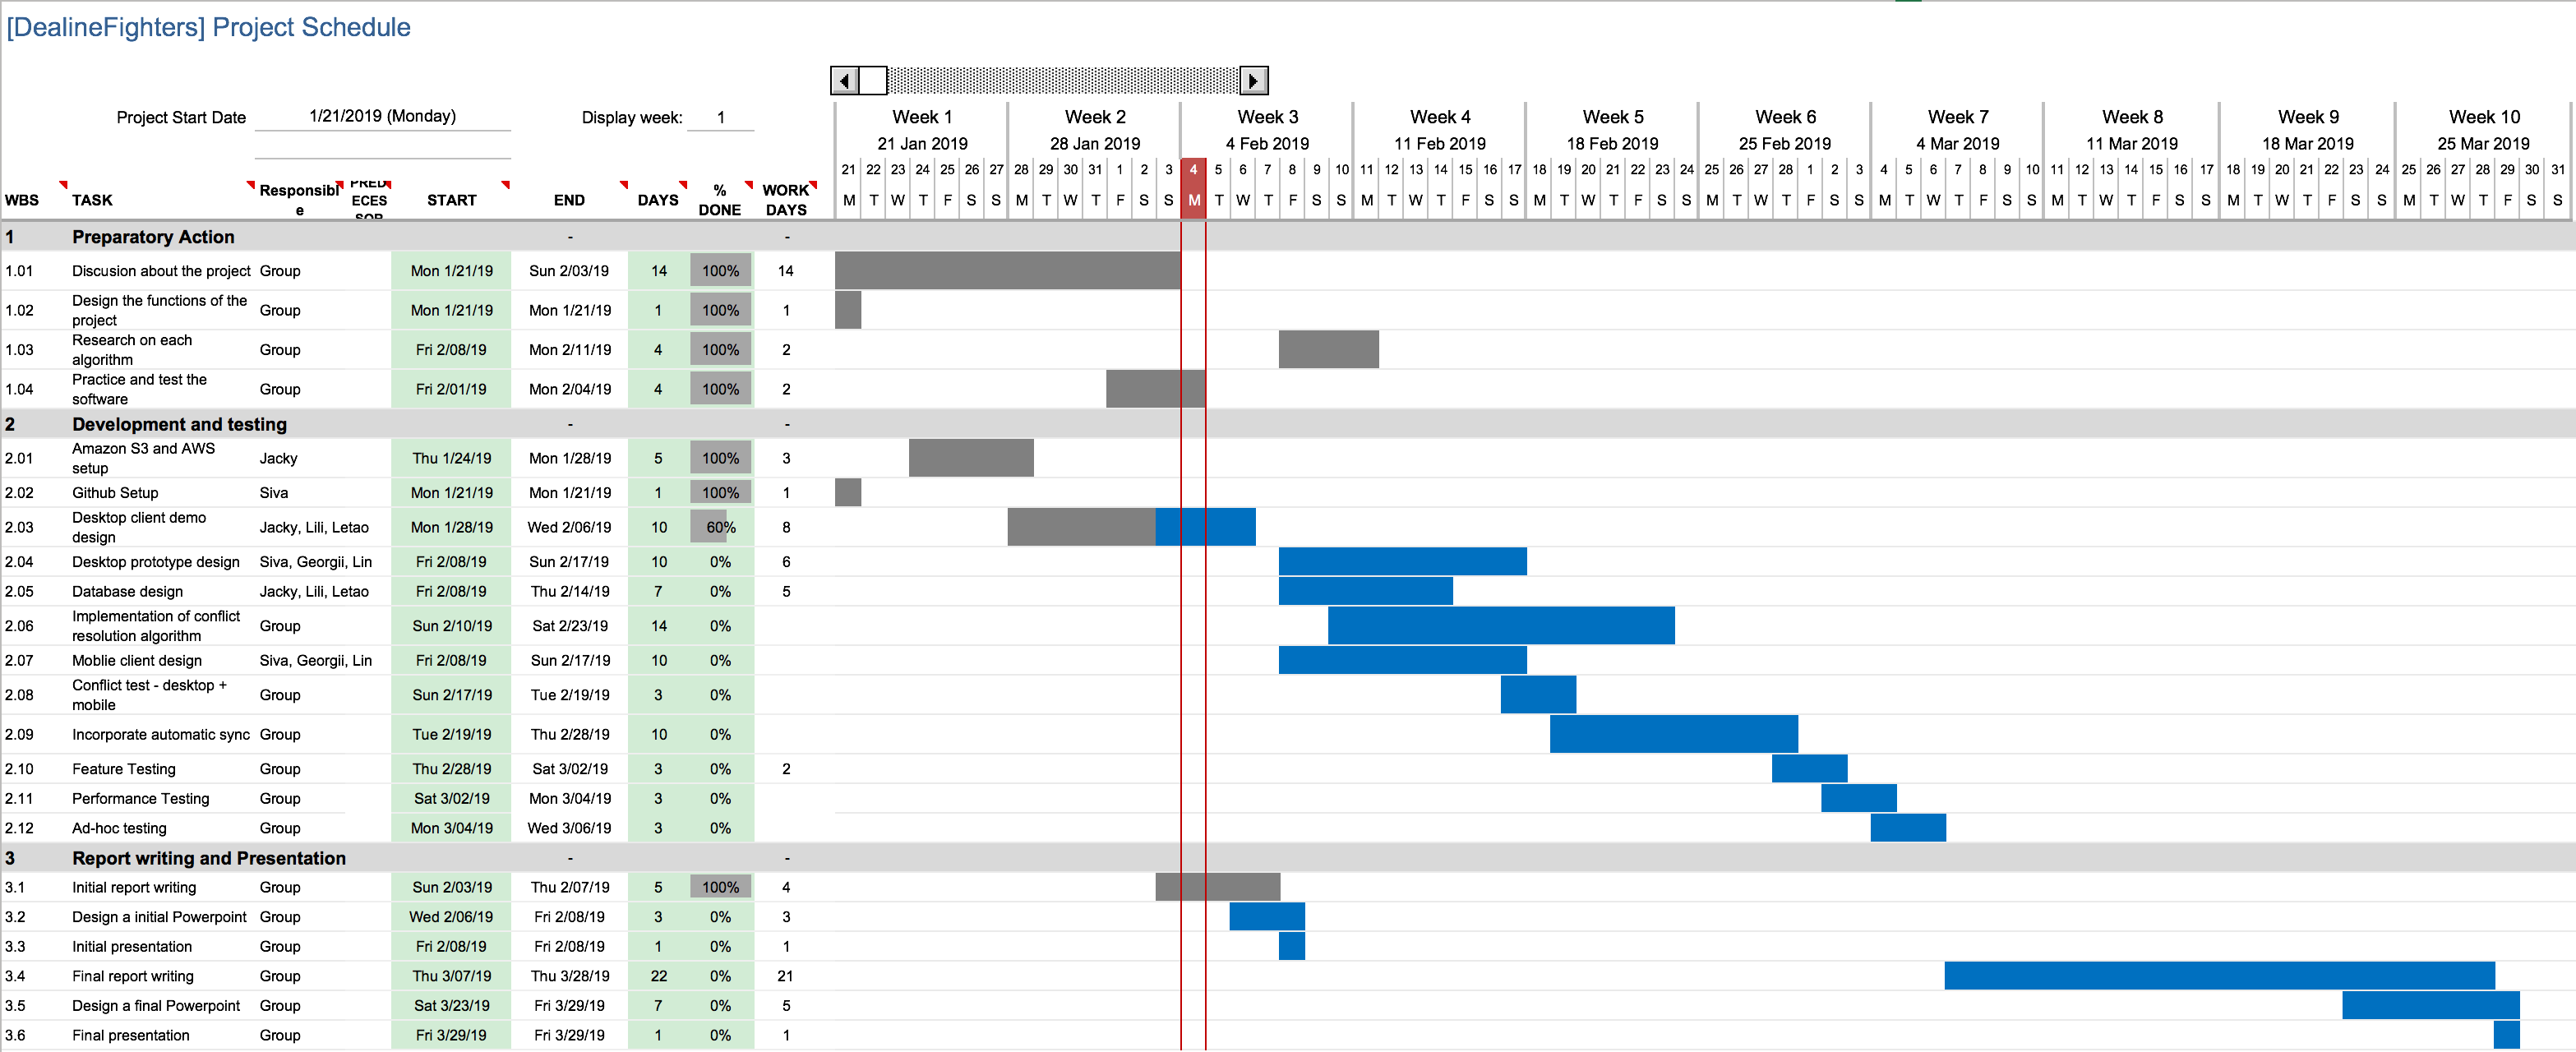 [DealineFighters] Project Schedule
Project Start Date 1/21/2019 (Monday) Display week: 1
Week 1 Week 2 Week 3 Week 4 Week 5 Week 6 Week 7 Week 8 Week 9 Week 10
21 Jan 2019 28 Jan 2019 4 Feb 2019 11 Feb 2019 18 Feb 2019 25 Feb 2019 4 Mar 2019 11 Mar 2019 18 Mar 2019 25 Mar 2019
21 22 23 24 25 26 27 28 29 30 31 1 2 3 4 5 6 7 8 9 10 11 12 13 14 15 16 17 18 19 20 21 22 23 24 25 26 27 28 1 2 3 4 5 6 7 8 9 10 11 12 13 14 15 16 17 18 19 20 21 22 23 24 25 26 27 28 29 30 31
WBS TASK Responsible PREDECESSOR START END DAYS % DONE WORK DAYS M T W T F S S M T W T F S S M T W T F S S M T W T F S S M T W T F S S M T W T F S S M T W T F S S M T W T F S S M T W T F S S M T W T F S S
1 Preparatory Action - -
1.01 Discusion about the project Group Mon 1/21/19 Sun 2/03/19 14 100% 14
1.02 Design the functions of the project Group Mon 1/21/19 Mon 1/21/19 1 100% 1
1.03 Research on each algorithm Group Fri 2/08/19 Mon 2/11/19 4 100% 2
1.04 Practice and test the software Group Fri 2/01/19 Mon 2/04/19 4 100% 2
2 Development and testing - -
2.01 Amazon S3 and AWS setup Jacky Thu 1/24/19 Mon 1/28/19 5 100% 3
2.02 Github Setup Siva Mon 1/21/19 Mon 1/21/19 1 100% 1
2.03 Desktop client demo design Jacky, Lili, Letao Mon 1/28/19 Wed 2/06/19 10 60% 8
2.04 Desktop prototype design Siva, Georgii, Lin Fri 2/08/19 Sun 2/17/19 10 0% 6
2.05 Database design Jacky, Lili, Letao Fri 2/08/19 Thu 2/14/19 7 0% 5
2.06 Implementation of conflict resolution algorithm Group Sun 2/10/19 Sat 2/23/19 14 0%
2.07 Moblie client design Siva, Georgii, Lin Fri 2/08/19 Sun 2/17/19 10 0%
2.08 Conflict test - desktop + mobile Group Sun 2/17/19 Tue 2/19/19 3 0%
2.09 Incorporate automatic sync Group Tue 2/19/19 Thu 2/28/19 10 0%
2.10 Feature Testing Group Thu 2/28/19 Sat 3/02/19 3 0% 2
2.11 Performance Testing Group Sat 3/02/19 Mon 3/04/19 3 0%
2.12 Ad-hoc testing Group Mon 3/04/19 Wed 3/06/19 3 0%
3 Report writing and Presentation - -
3.1 Initial report writing Group Sun 2/03/19 Thu 2/07/19 5 100% 4
3.2 Design a initial Powerpoint Group Wed 2/06/19 Fri 2/08/19 3 0% 3
3.3 Initial presentation Group Fri 2/08/19 Fri 2/08/19 1 0% 1
3.4 Final report writing Group Thu 3/07/19 Thu 3/28/19 22 0% 21
3.5 Design a final Powerpoint Group Sat 3/23/19 Fri 3/29/19 7 0% 5
3.6 Final presentation Group Fri 3/29/19 Fri 3/29/19 1 0% 1